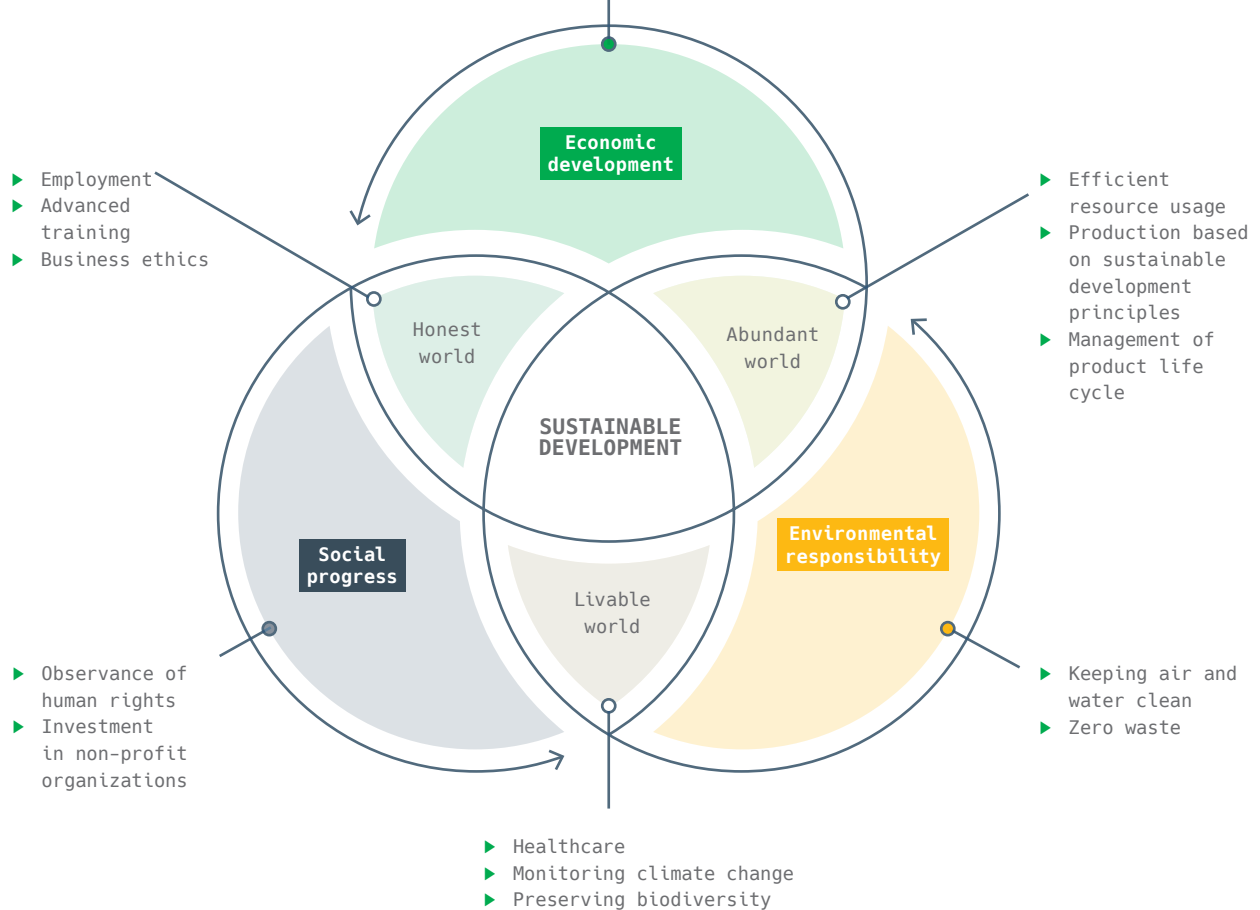 Economic
development
Employment
Advanced
training
Business ethics
Efficient
resource usage
Production based
on sustainable
development
principles
Management of
product life
cycle
Honest
world
Abundant
world
SUSTAINABLE
DEVELOPMENT
Social
progress
Environmental
responsibility
Livable
world
Observance of
human rights
Investment
in non-profit
organizations
Keeping air and
water clean
Zero waste
Healthcare
Monitoring climate change
Preserving biodiversity